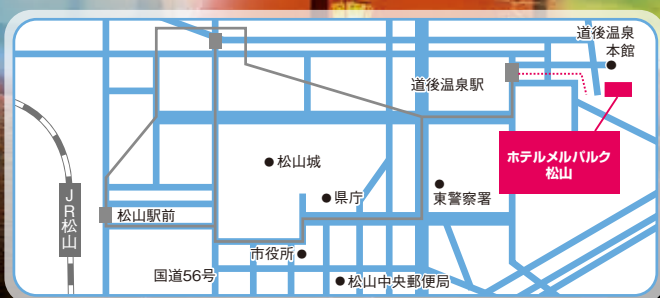 道後温泉
本館
道後温泉駅
ホテルメルパルク
松山
松山城
県庁
東警察署
JR松山
松山駅前
市役所
国道56号
松山中央郵便局